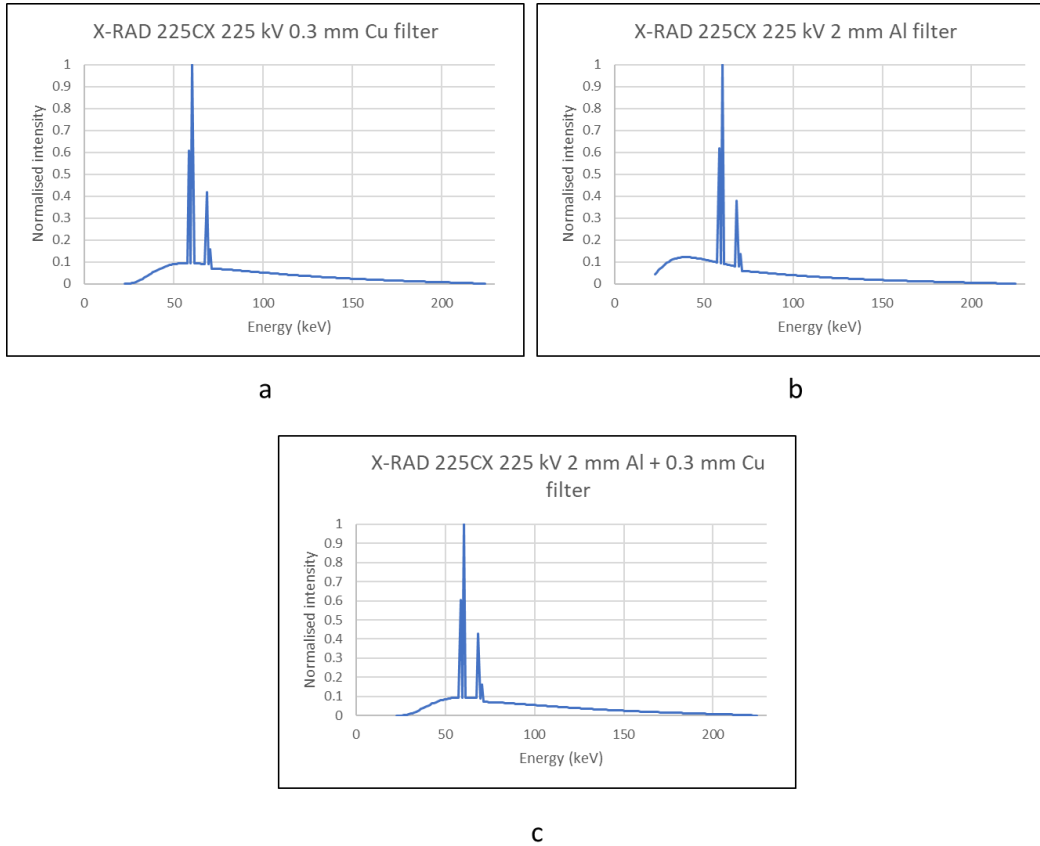 X-RAD 225CX 225 kV 0.3 mm Cu filter
1
0.9
0.8
0.7
0.6
0.5
0.4
0.3
0.2
0.1
0
Normalised intensity
0 50 100 150 200
Energy (keV)
a
X-RAD 225CX 225 kV 2 mm Al filter
1
0.9
0.8
0.7
0.6
0.5
0.4
0.3
0.2
0.1
0
Normalised intensity
0 50 100 150 200
Energy (keV)
b
X-RAD 225CX 225 kV 2 mm Al + 0.3 mm Cu
filter
1
0.9
0.8
0.7
0.6
0.5
0.4
0.3
0.2
0.1
0
Normalised intensity
0 50 100 150 200
Energy (keV)
c